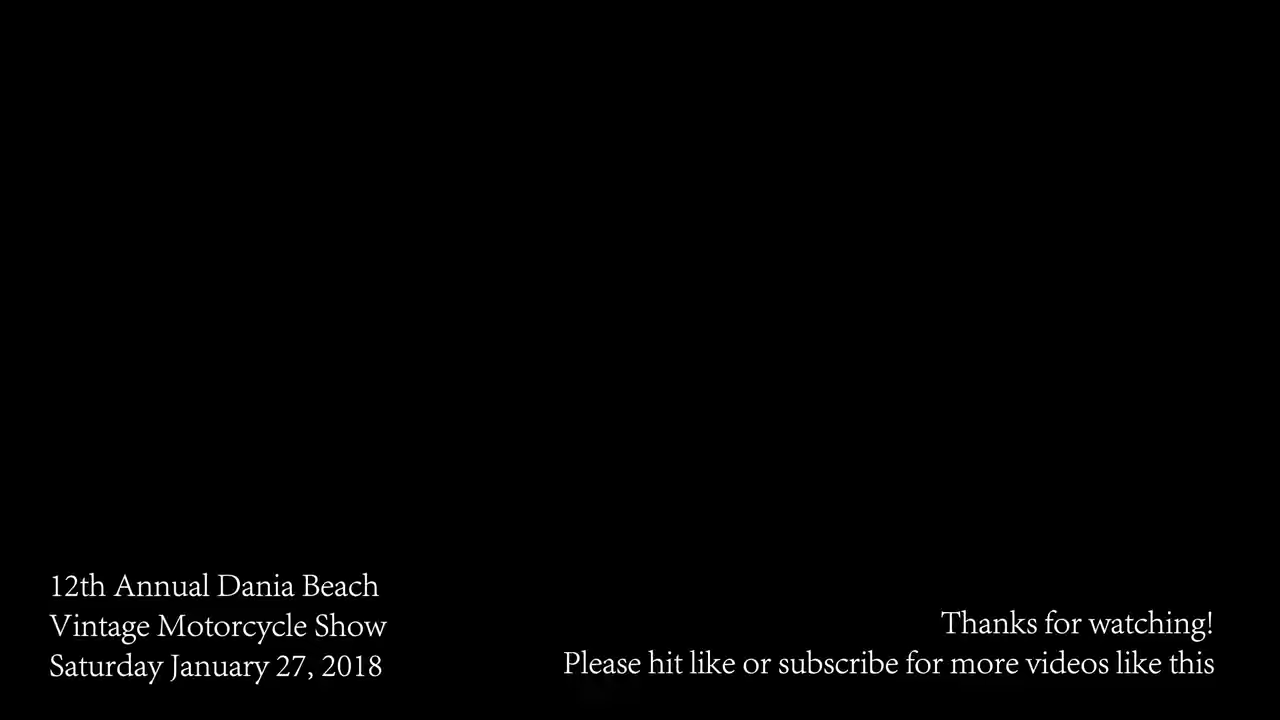 12th Annual Dania Beach
Vintage Motorcycle Show
Saturday January 27, 2018
Thanks for watching!
Please hit like or subscribe for more videos like this